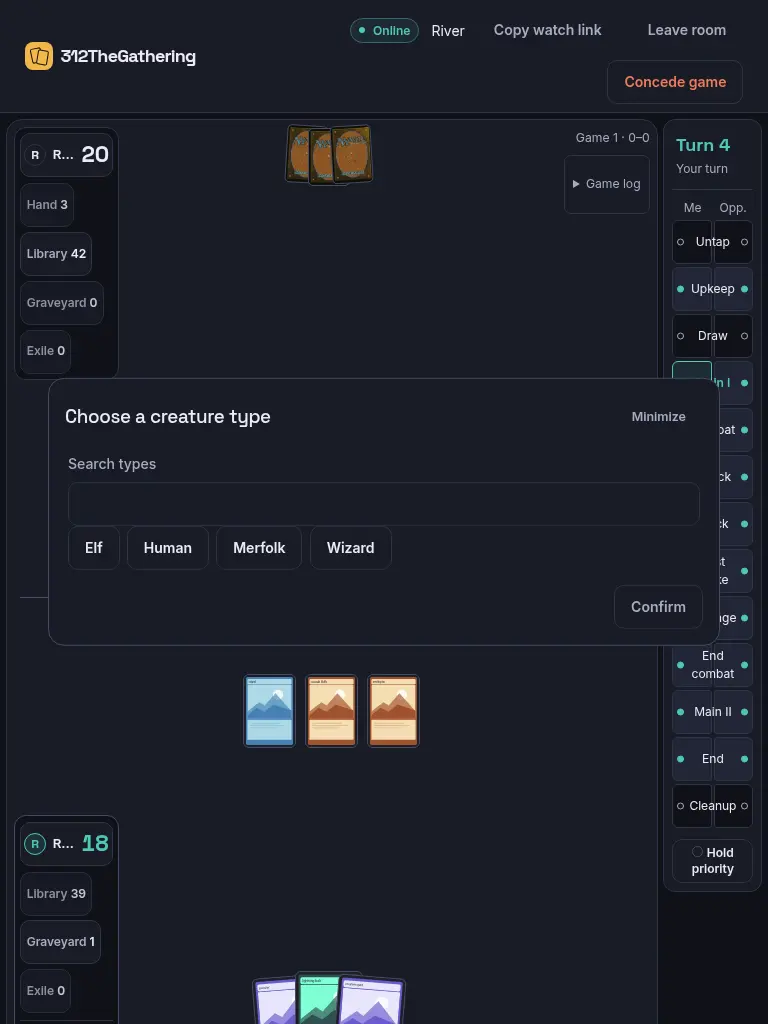 312TheGathering
Online
River
Copy watch link
Leave room
Concede game
R R... 20
Hand 3
Library 42
Graveyard 0
Exile 0
Game 1 · 0–0
Game log
Turn 4
Your turn
Me Opp.
Untap
Upkeep
Draw
in I
Choose a creature type
Minimize
Search types
Elf
Human
Merfolk
Wizard
Confirm
End
combat
Main II
End
Cleanup
Hold
priority
R R... 18
Library 39
Graveyard 1
Exile 0